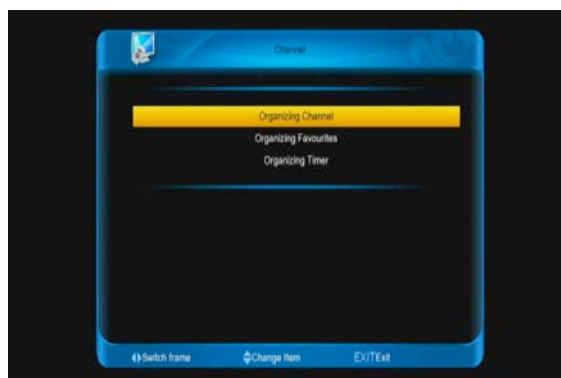 Channel
Organizing Channel
Organizing Favourites
Organizing Timer
Switch frame Change Item EXITExit